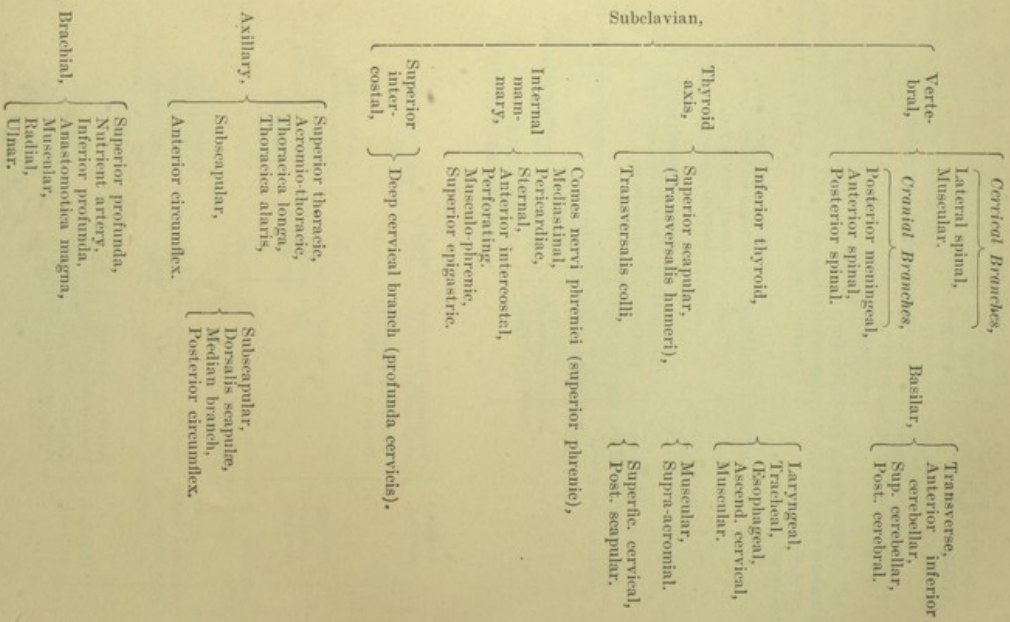 Subclavian,
Verte-
bral,
Cervical Branches,
Lateral spinal,
Muscular.
Cranial Branches,
Posterior meningeal,
Anterior spinal,
Posterior spinal.
Basilar,
Transverse,
Anterior inferior
cerebellar,
Sup. cerebellar,
Post. cerebral.
Thyroid
axis,
Inferior thyroid,
Laryngeal,
Tracheal,
Œsophageal,
Ascend. cervical,
Muscular.
Superior scapular,
(Transversalis humeri),
Muscular,
Supra-acromial.
Transversalis colli,
Superfic. cervical,
Post. scapular.
Internal
mam-
mary,
Comes nervi phrenici (superior phrenic),
Mediastinal,
Pericardiac,
Sternal,
Anterior intercostal,
Perforating.
Musculo-phrenic,
Superior epigastric.
Superior
inter-
costal,
Deep cervical branch (profunda cervicis).
Axillary,
Superior thoracic,
Acromio-thoracic,
Thoracica longa,
Thoracica alaris,
Subscapular,
Subscapular,
Dorsalis scapulæ,
Median branch,
Posterior circumflex.
Anterior circumflex.
Brachial,
Superior profunda,
Nutrient artery,
Inferior profunda,
Anastomotica magna,
Muscular,
Radial,
Ulnar.